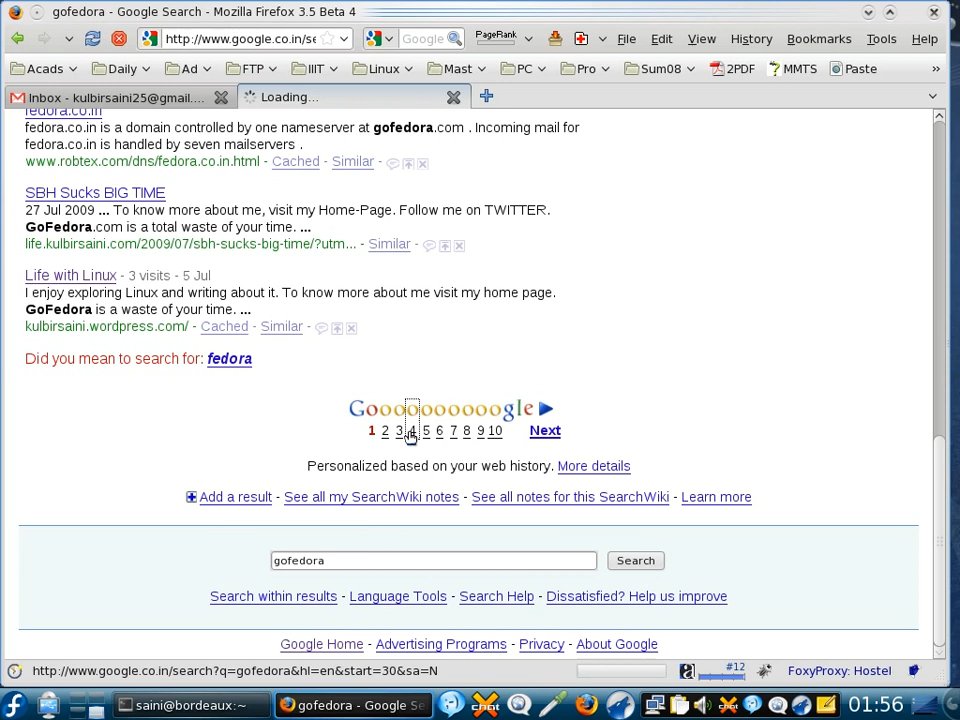 gofedora - Google Search - Mozilla Firefox 3.5 Beta 4
http://www.google.co.in/se Google PageRank File Edit View History Bookmarks Tools Help
Acads Daily Ad FTP IIIT Linux Mast PC Pro Sum08 2PDF MMTS Paste »
Inbox - kulbirsaini25@gmail.... Loading...
fedora.co.in
fedora.co.in is a domain controlled by one nameserver at gofedora.com . Incoming mail for
fedora.co.in is handled by seven mailservers .
www.robtex.com/dns/fedora.co.in.html - Cached - Similar -
SBH Sucks BIG TIME
27 Jul 2009 ... To know more about me, visit my Home-Page. Follow me on TWITTER.
GoFedora.com is a total waste of your time. ...
life.kulbirsaini.com/2009/07/sbh-sucks-big-time/?utm... - Similar -
Life with Linux - 3 visits - 5 Jul
I enjoy exploring Linux and writing about it. To know more about me visit my home page.
GoFedora is a waste of your time. ...
kulbirsaini.wordpress.com/ - Cached - Similar -
Did you mean to search for: fedora
Goooooooooogle
1 2 3 4 5 6 7 8 9 10 Next
Personalized based on your web history. More details
Add a result - See all my SearchWiki notes - See all notes for this SearchWiki - Learn more
gofedora Search
Search within results - Language Tools - Search Help - Dissatisfied? Help us improve
Google Home - Advertising Programs - Privacy - About Google
http://www.google.co.in/search?q=gofedora&hl=en&start=30&sa=N #12 FoxyProxy: Hostel
saini@bordeaux:~ gofedora - Google Se chat 01:56